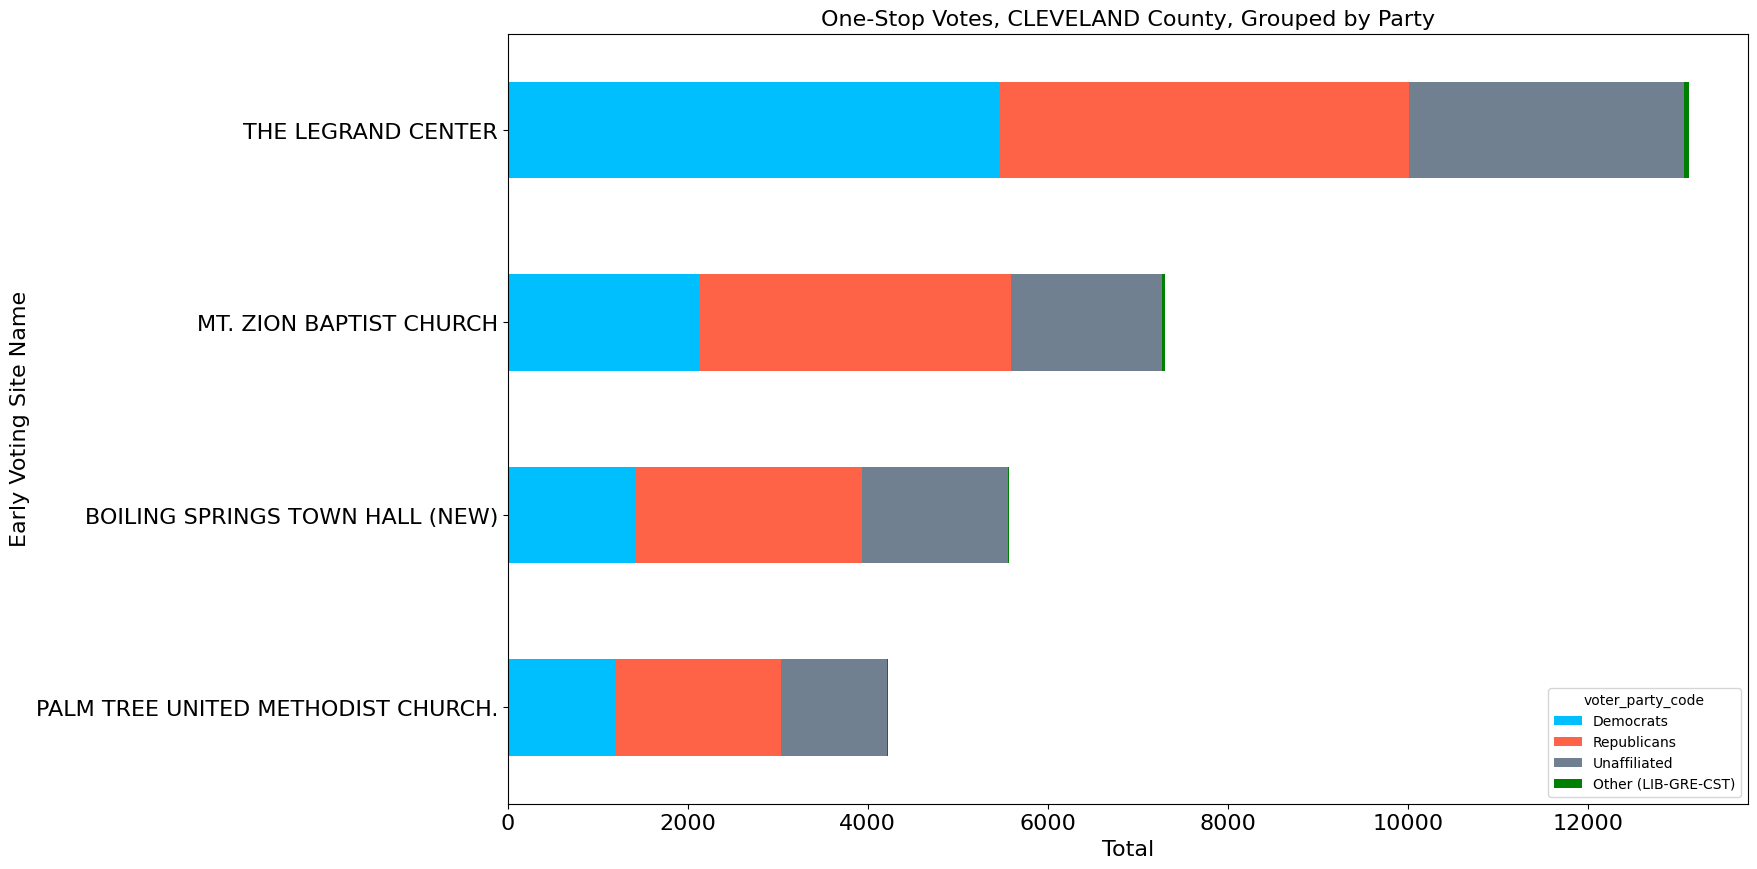 One-Stop Votes, CLEVELAND County, Grouped by Party
Early Voting Site Name
THE LEGRAND CENTER
MT. ZION BAPTIST CHURCH
BOILING SPRINGS TOWN HALL (NEW)
PALM TREE UNITED METHODIST CHURCH.
voter_party_code
Democrats
Republicans
Unaffiliated
Other (LIB-GRE-CST)
0 2000 4000 6000 8000 10000 12000
Total